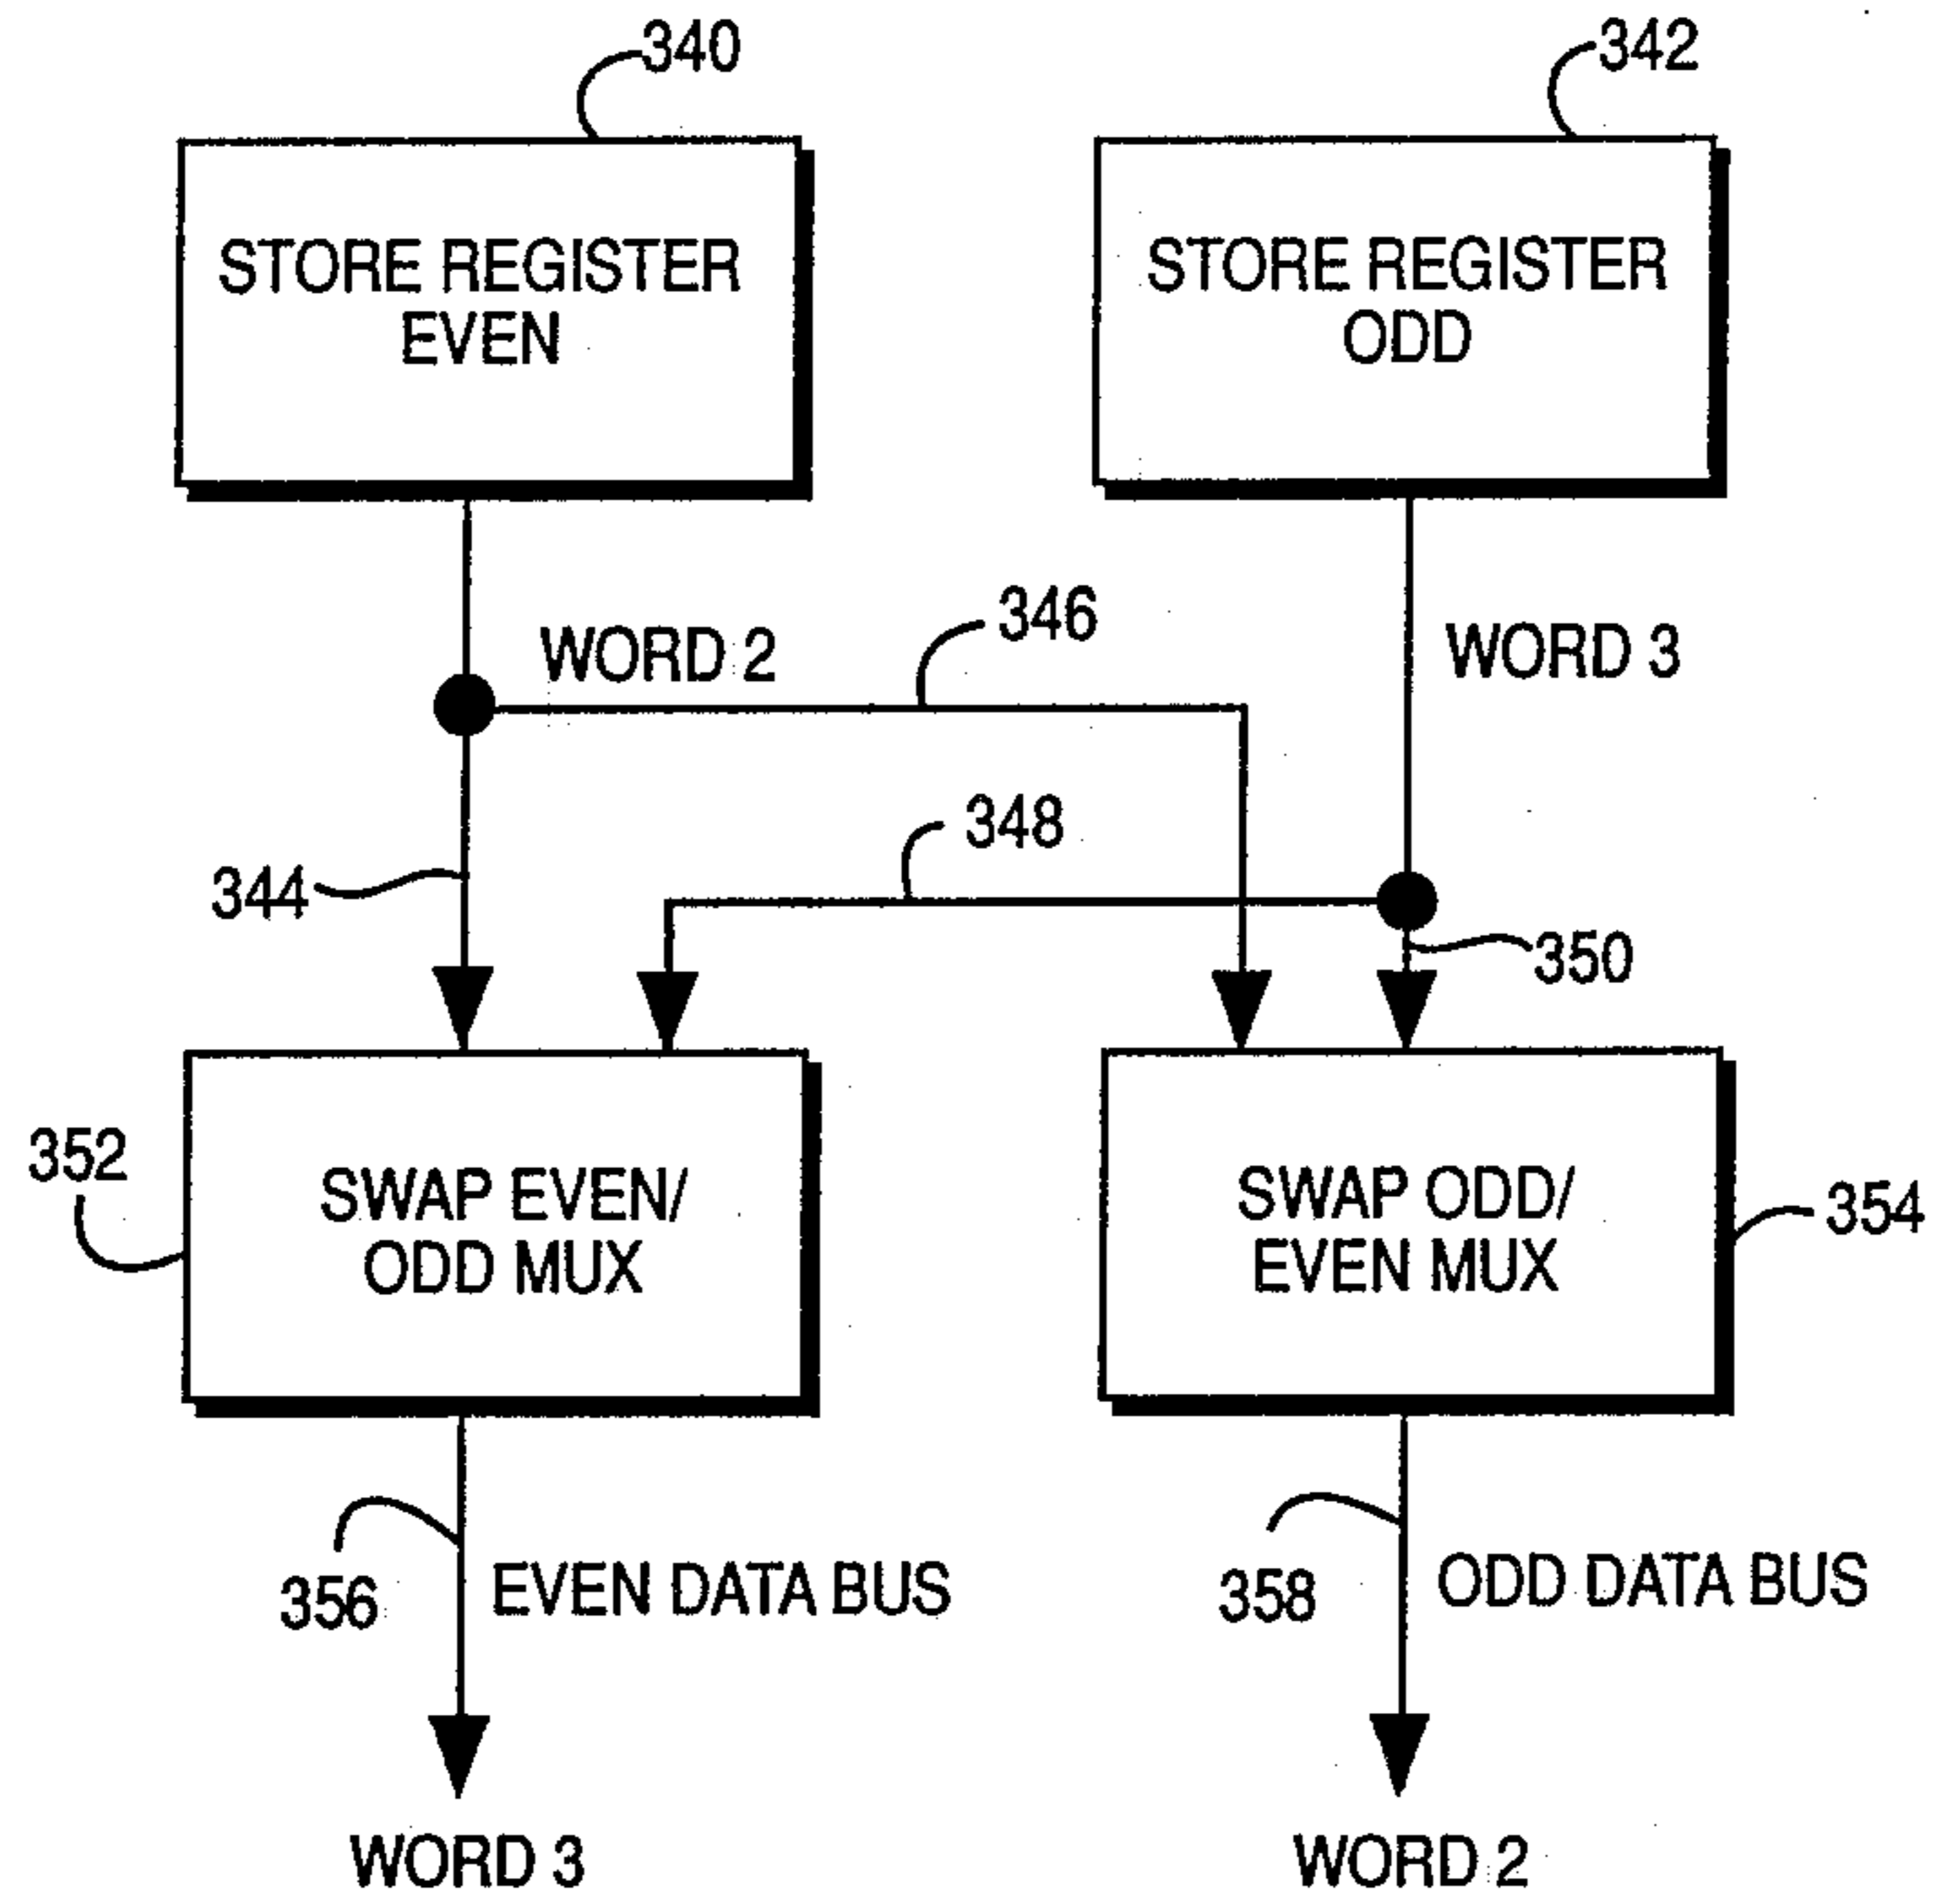 340
342
STORE REGISTER
EVEN
STORE REGISTER
ODD
346
WORD 2
WORD 3
348
344
350
352
SWAP EVEN/
ODD MUX
SWAP ODD/
EVEN MUX
354
356
EVEN DATA BUS
358
ODD DATA BUS
WORD 3
WORD 2